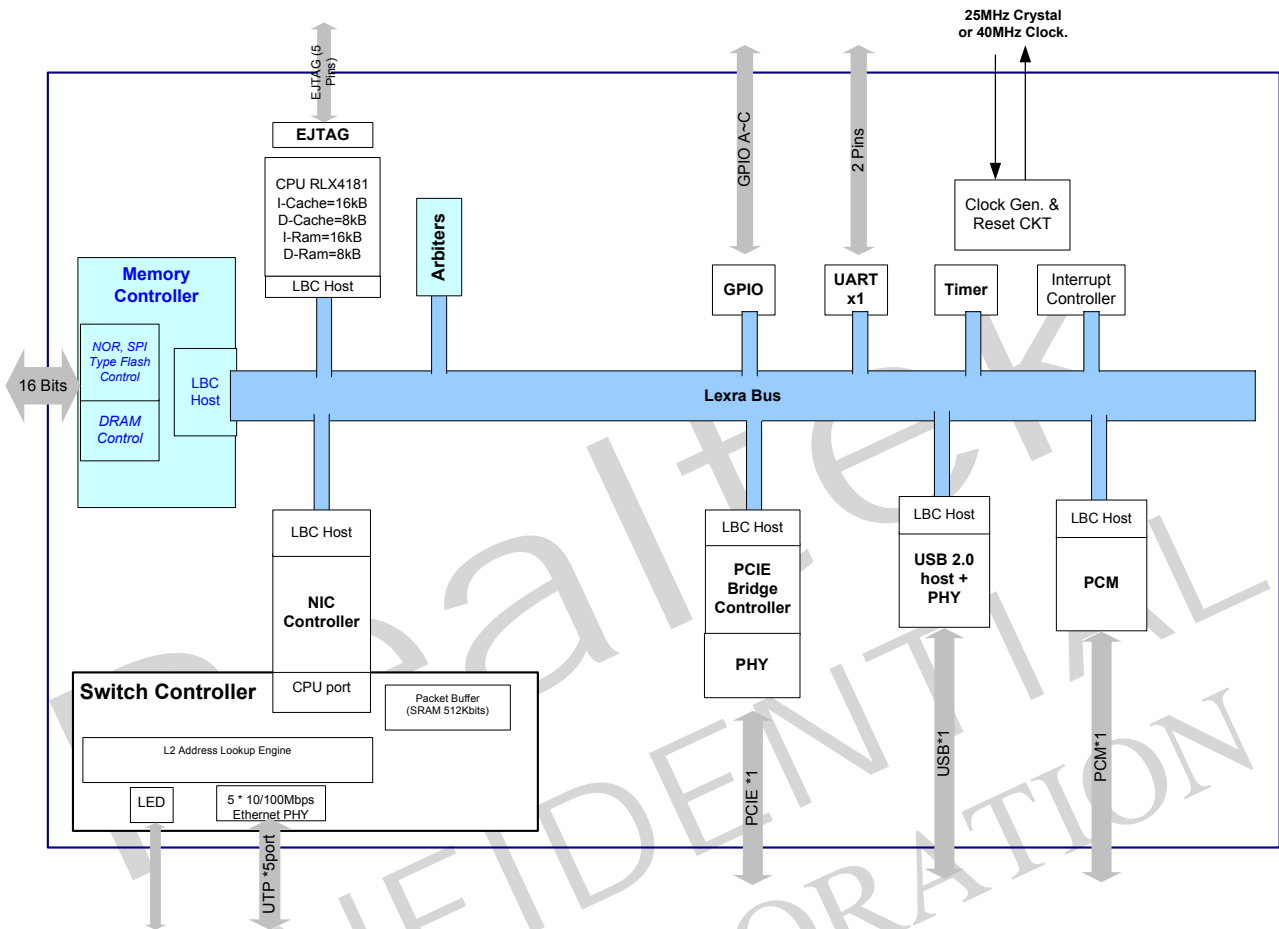 25MHz Crystal
or 40MHz Clock.
EJTAG (5
Pins)
EJTAG
CPU RLX4181
I-Cache=16kB
D-Cache=8kB
I-Ram=16kB
D-Ram=8kB
LBC Host
Arbiters
GPIO A~C
2 Pins
Clock Gen. &
Reset CKT
GPIO
UART
x1
Timer
Interrupt
Controller
Memory
Controller
NOR, SPI
Type Flash
Control
DRAM
Control
LBC
Host
16 Bits
Lexra Bus
LBC Host
NIC
Controller
LBC Host
PCIE
Bridge
Controller
PHY
LBC Host
USB 2.0
host +
PHY
LBC Host
PCM
Switch Controller
CPU port
Packet Buffer
(SRAM 512Kbits)
L2 Address Lookup Engine
LED
5 * 10/100Mbps
Ethernet PHY
UTP *5port
PCIE *1
USB*1
PCM*1
Realtek